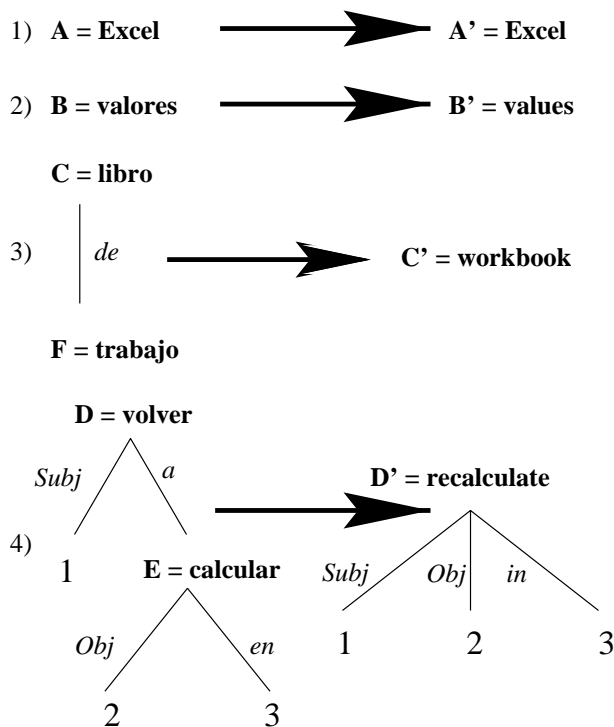 1) A = Excel A' = Excel
2) B = valores B' = values
C = libro
3) de C' = workbook
F = trabajo
D = volver
Subj a D' = recalculate
4)
1 E = calcular Subj Obj in
Obj en 1 2 3
2 3